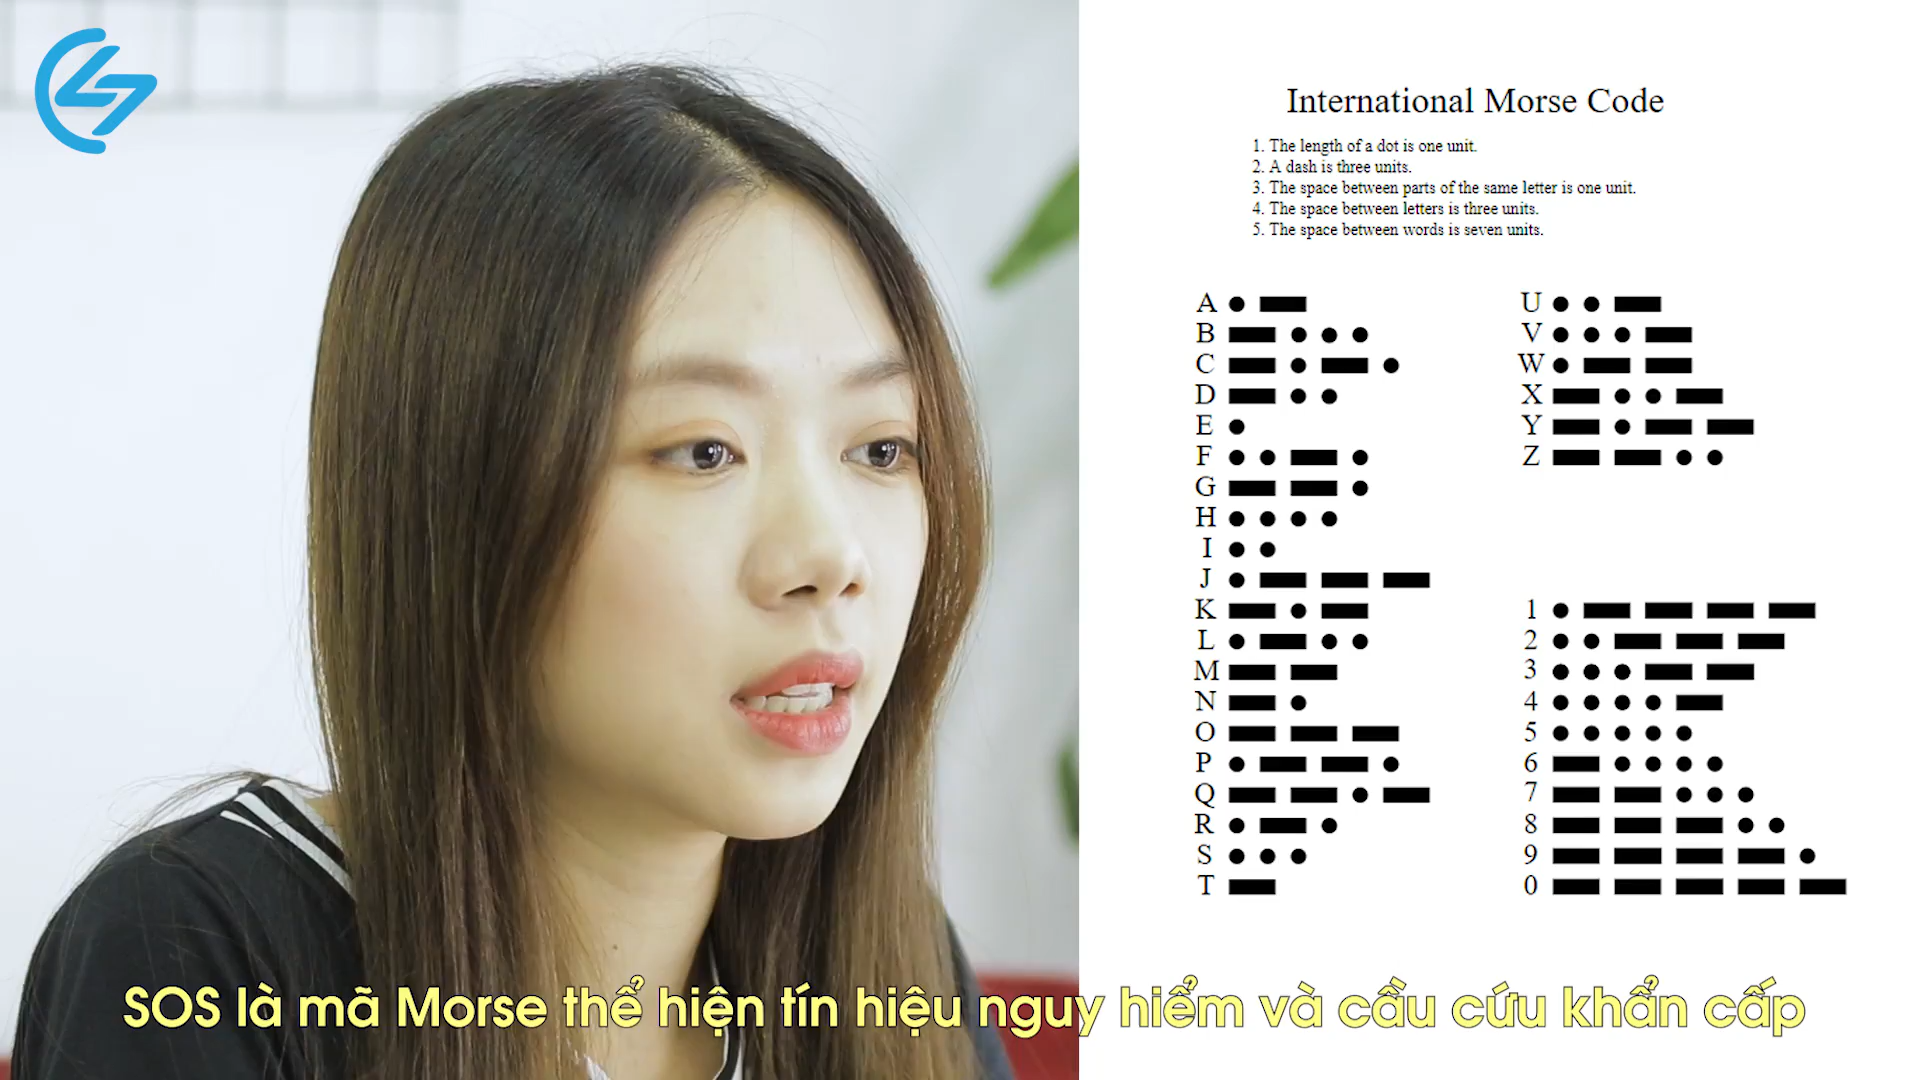 International Morse Code
1. The length of a dot is one unit.
2. A dash is three units.
3. The space between parts of the same letter is one unit.
4. The space between letters is three units.
5. The space between words is seven units.
A
B
C
D
E
F
G
H
I
J
K
L
M
N
O
P
Q
R
S
T
U
V
W
X
Y
Z
1
2
3
4
5
6
7
8
9
0
SOS là mã Morse thể hiện tín hiệu nguy hiểm và cầu cứu khẩn cấp